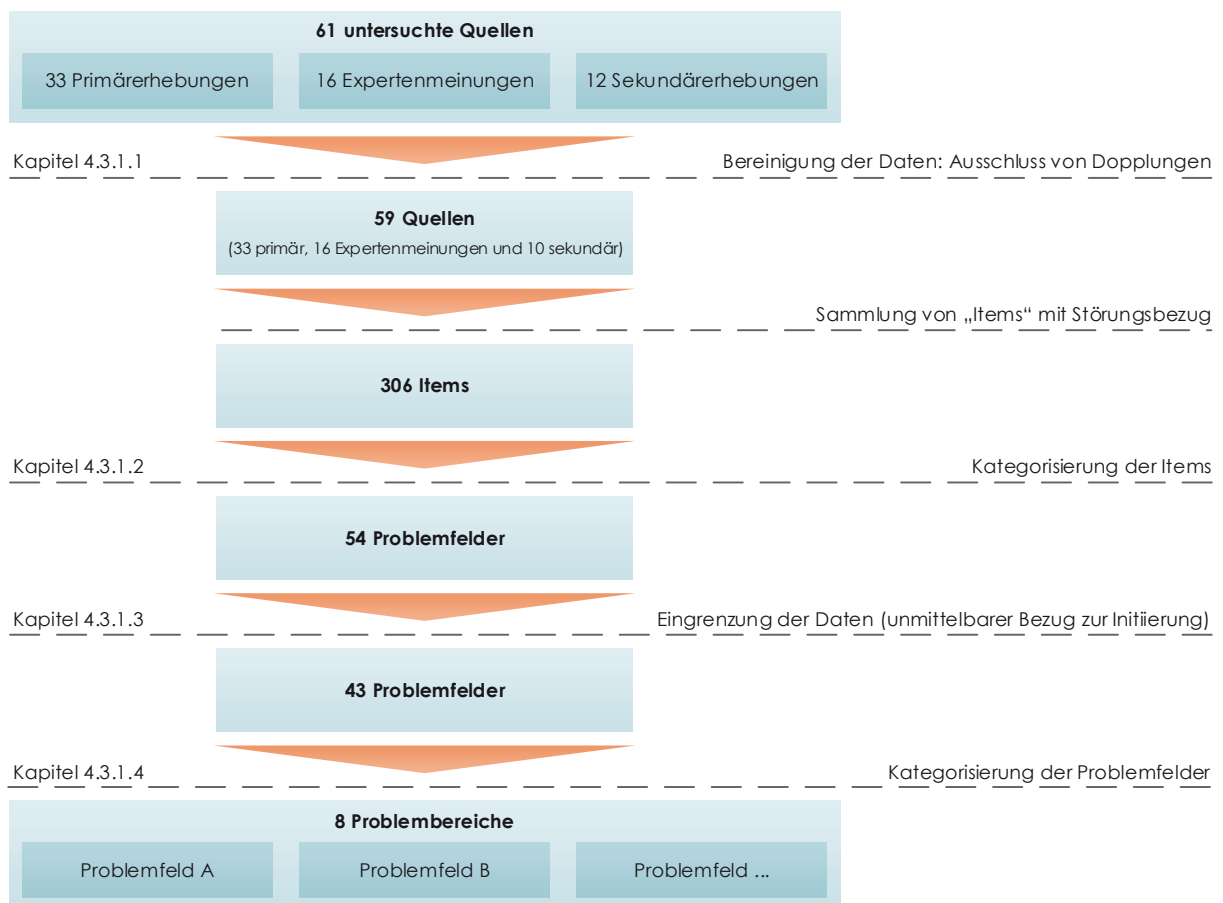 61 untersuchte Quellen
33 Primärerhebungen
16 Expertenmeinungen
12 Sekundärerhebungen
Kapitel 4.3.1.1
Bereinigung der Daten: Ausschluss von Dopplungen
59 Quellen
(33 primär, 16 Expertenmeinungen und 10 sekundär)
Sammlung von „Items“ mit Störungsbezug
306 Items
Kapitel 4.3.1.2
Kategorisierung der Items
54 Problemfelder
Kapitel 4.3.1.3
Eingrenzung der Daten (unmittelbarer Bezug zur Initiierung)
43 Problemfelder
Kapitel 4.3.1.4
Kategorisierung der Problemfelder
8 Problembereiche
Problemfeld A
Problemfeld B
Problemfeld ...